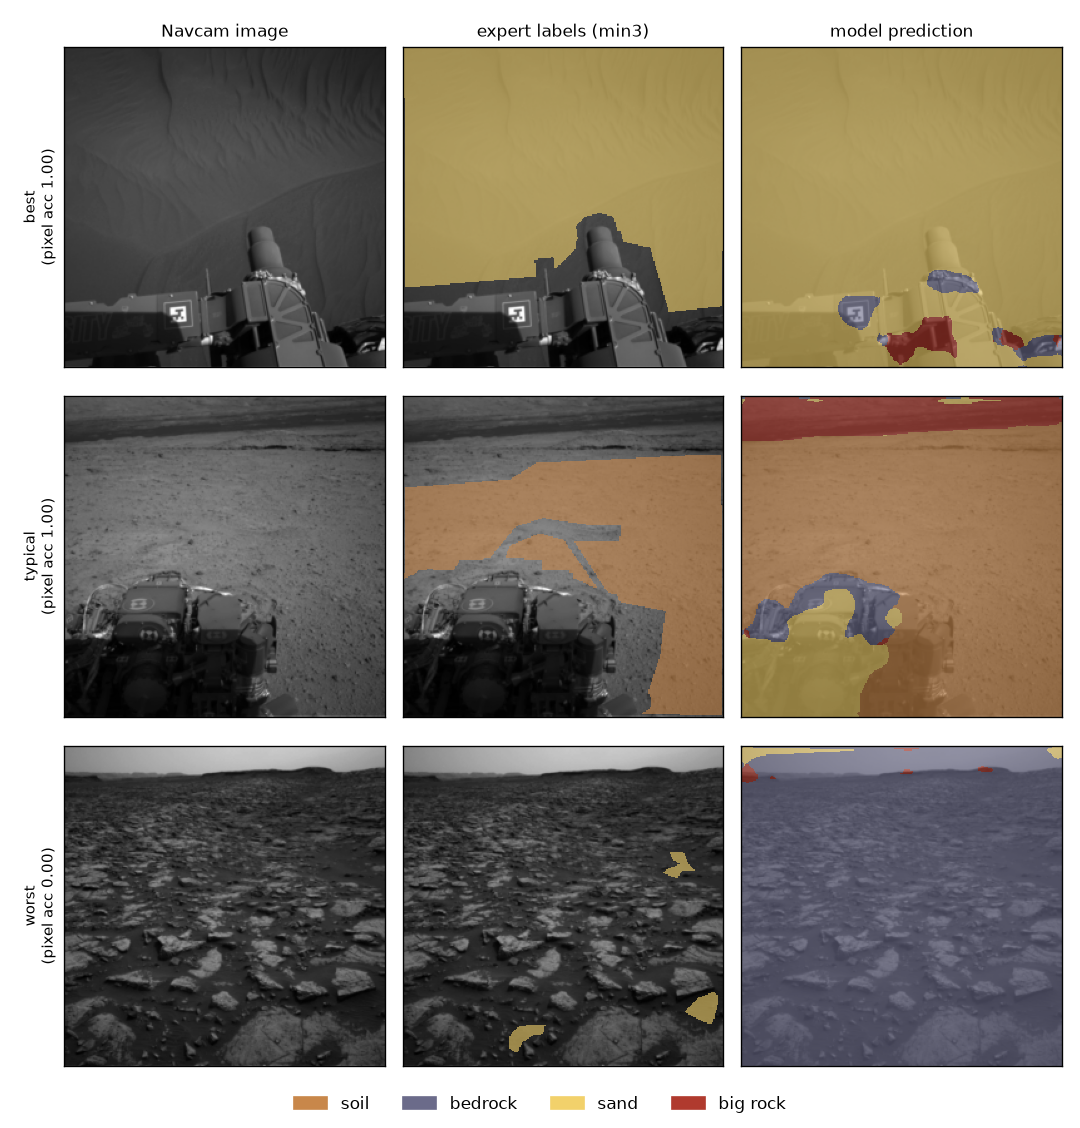 Navcam image
expert labels (min3)
model prediction
best
(pixel acc 1.00)
typical
(pixel acc 1.00)
worst
(pixel acc 0.00)
soil
bedrock
sand
big rock